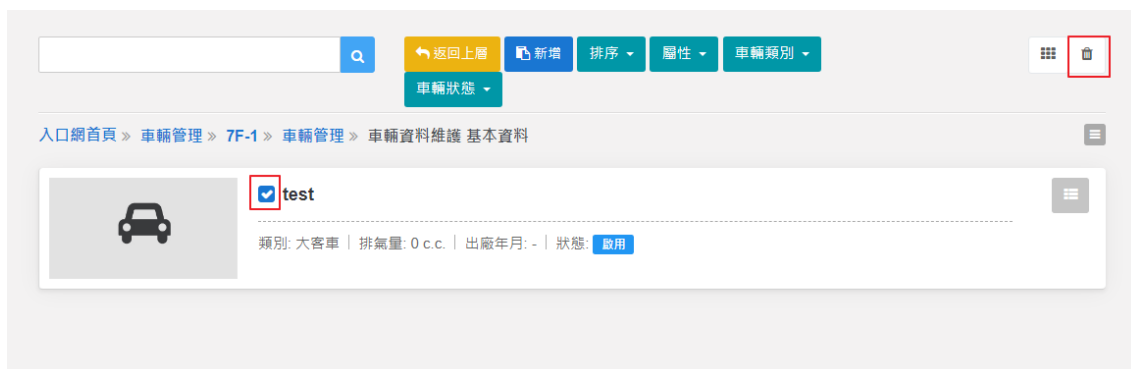 返回上層 新增 排序 屬性 車輛類別
車輛狀態
入口網首頁 » 車輛管理 » 7F-1 » 車輛管理 » 車輛資料維護 基本資料
test
類別: 大客車 | 排氣量: 0 c.c. | 出廠年月: - | 狀態: 啟用